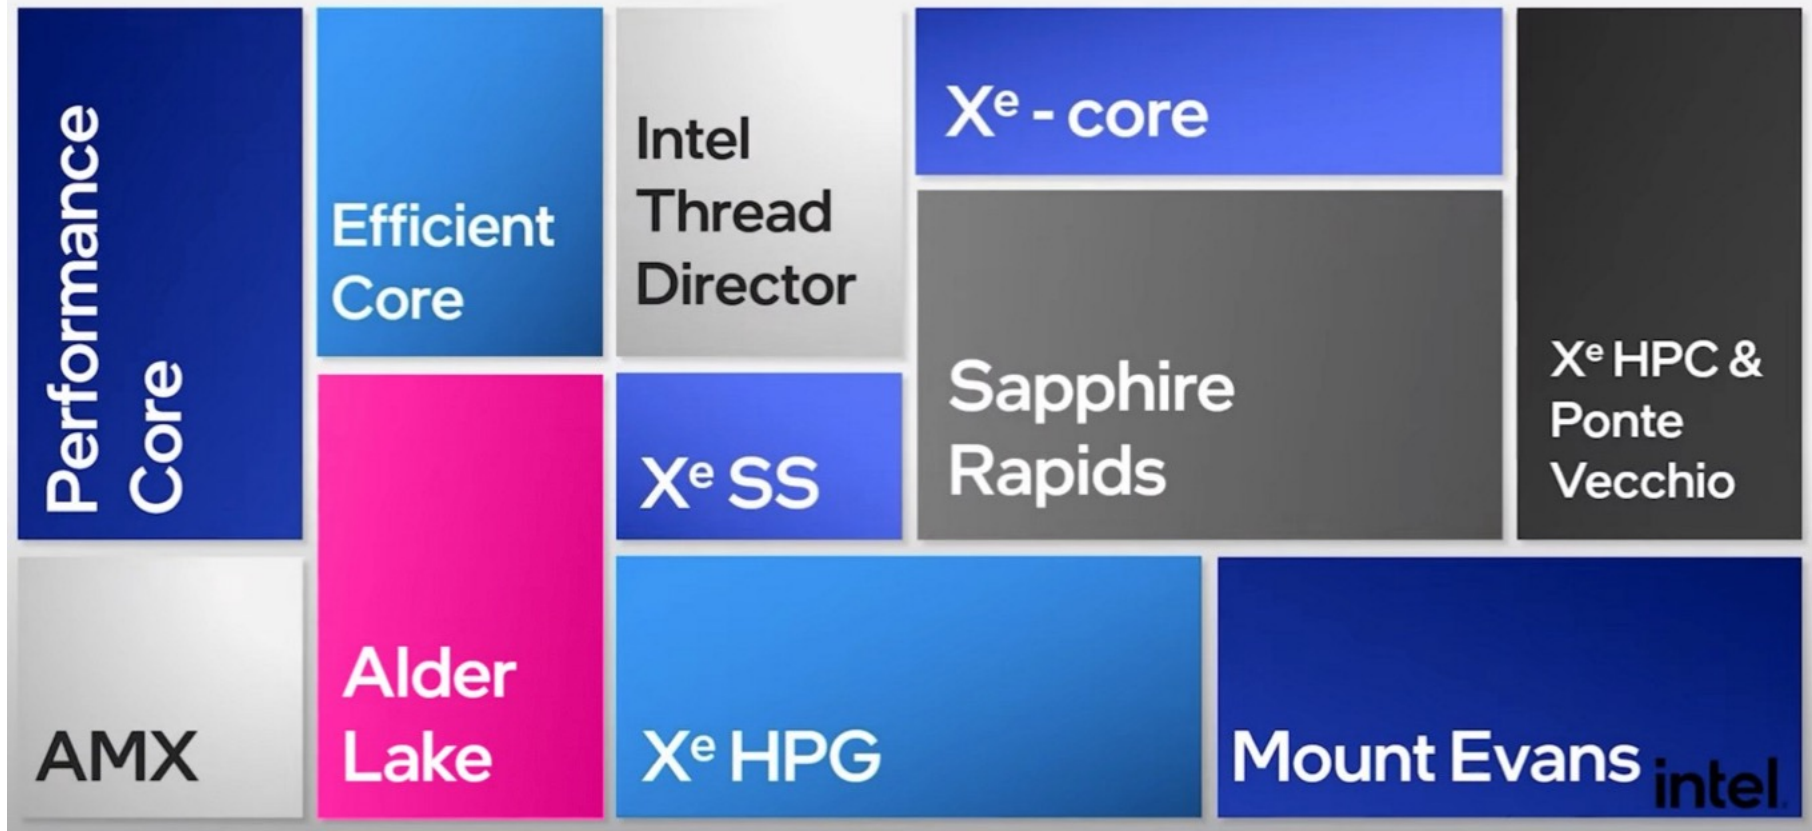 Performance
Core
Efficient
Core
Intel
Thread
Director
Xᵉ - core
Sapphire
Rapids
Xᵉ HPC &
Ponte
Vecchio
Xᵉ SS
AMX
Alder
Lake
Xᵉ HPG
Mount Evans
intel.